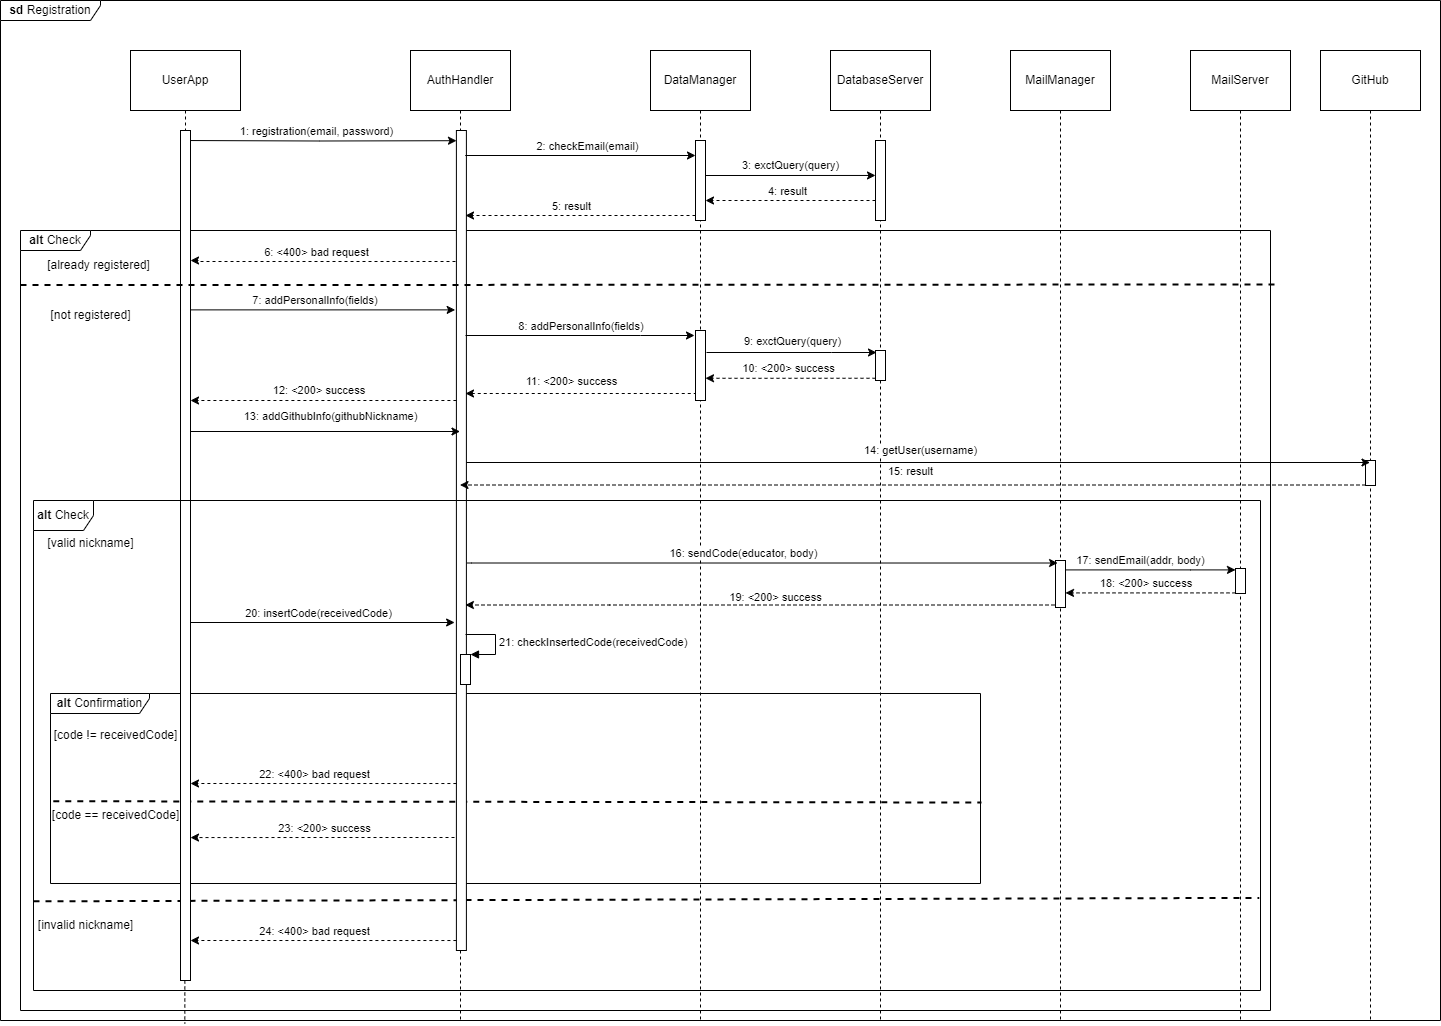 sd Registration
UserApp
AuthHandler
DataManager
DatabaseServer
MailManager
MailServer
GitHub
1: registration(email, password)
2: checkEmail(email)
3: exctQuery(query)
4: result
5: result
alt Check
6: <400> bad request
[already registered]
7: addPersonalInfo(fields)
[not registered]
8: addPersonalInfo(fields)
9: exctQuery(query)
10: <200> success
11: <200> success
12: <200> success
13: addGithubInfo(githubNickname)
14: getUser(username)
15: result
alt Check
[valid nickname]
16: sendCode(educator, body)
17: sendEmail(addr, body)
18: <200> success
19: <200> success
20: insertCode(receivedCode)
21: checkInsertedCode(receivedCode)
alt Confirmation
[code != receivedCode]
22: <400> bad request
[code == receivedCode]
23: <200> success
[invalid nickname]
24: <400> bad request